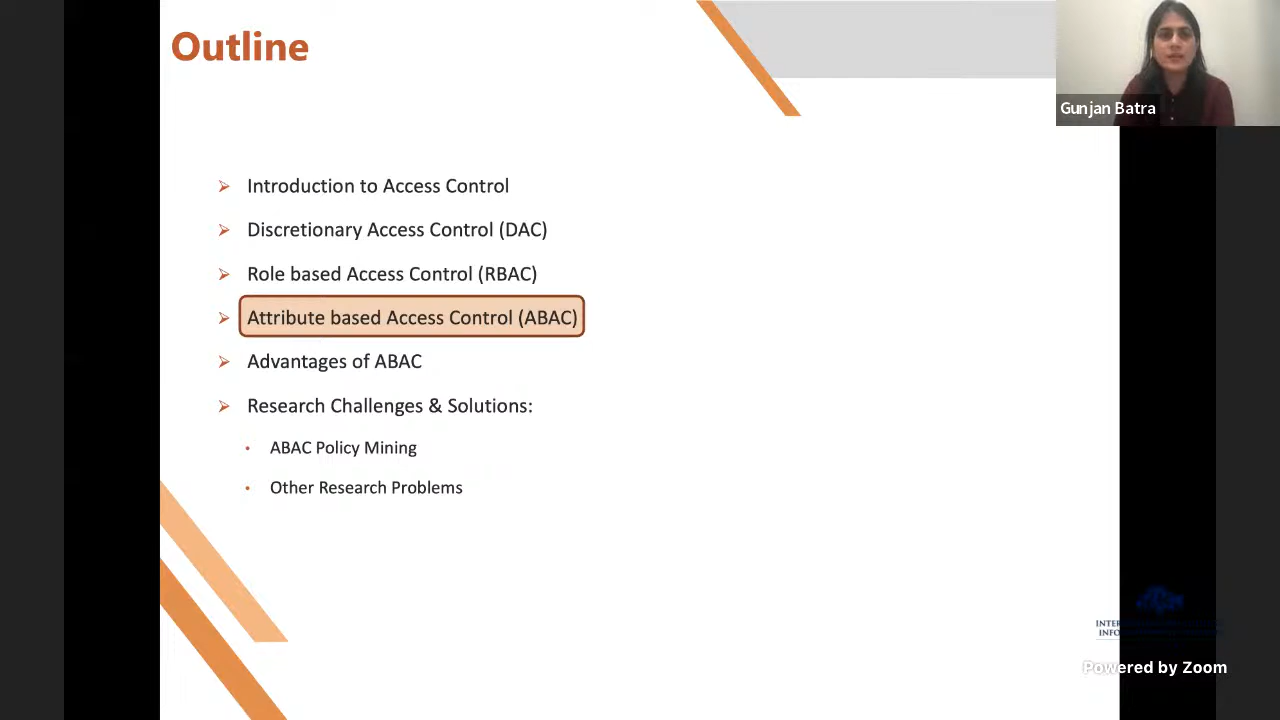 Outline
Gunjan Batra
Introduction to Access Control
Discretionary Access Control (DAC)
Role based Access Control (RBAC)
Attribute based Access Control (ABAC)
Advantages of ABAC
Research Challenges & Solutions:
ABAC Policy Mining
Other Research Problems
Powered by Zoom